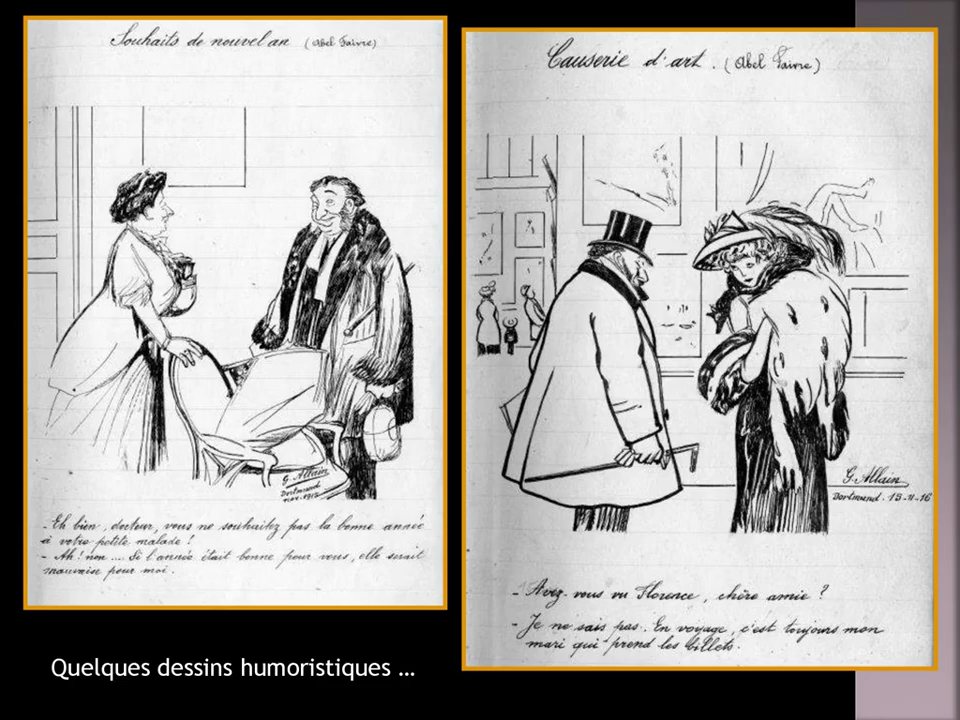 Souhaits de nouvel an (Abel Faivre)
G. Allain
Dortmund
nov. 1912
- Eh bien, docteur, vous ne souhaitez pas la bonne année
à votre petite malade !
- Ah ! non .... Si l'année était bonne pour vous, elle serait
mauvaise pour moi.
Causerie d'art. (Abel Faivre)
G. Allain
Dortmund. 19-11-16
- Avez-vous vu Florence, chère amie ?
- Je ne sais pas. En voyage, c'est toujours mon
mari qui prend les billets.
Quelques dessins humoristiques …